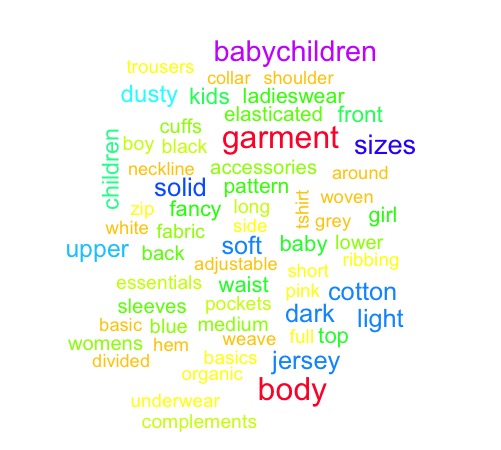 babychildren
trousers
collar shoulder
dusty kids ladieswear
elasticated front
cuffs
garment sizes
boy black
children
neckline accessories around
solid pattern
woven
tshirt
zip fancy long girl
white fabric side grey
upper back soft baby lower
adjustable ribbing
essentials waist short
pink cotton
sleeves pockets dark light
basic blue medium
womens hem weave full top
divided basics jersey
organic
body
underwear
complements